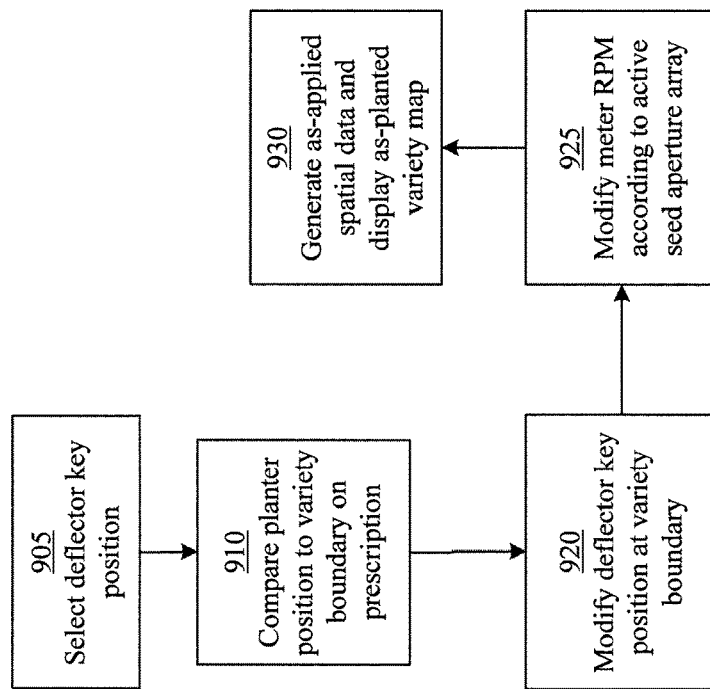 905
Select deflector key
position
910
Compare planter
position to variety
boundary on
prescription
920
Modify deflector key
position at variety
boundary
925
Modify meter RPM
according to active
seed aperture array
930
Generate as-applied
spatial data and
display as-planted
variety map